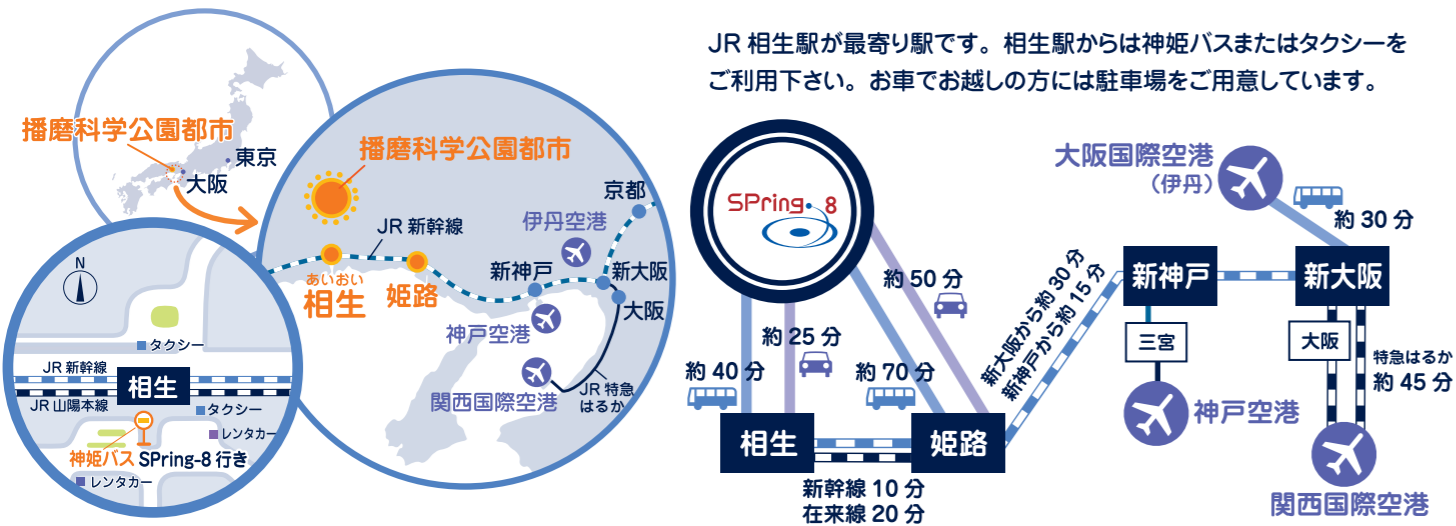 JR 相生駅が最寄り駅です。相生駅からは神姫バスまたはタクシーを
ご利用下さい。お車でお越しの方には駐車場をご用意しています。
播磨科学公園都市
東京
大阪
播磨科学公園都市
京都
伊丹空港
JR 新幹線
新神戸
新大阪
あいおい
相生
姫路
大阪
神戸空港
関西国際空港
JR 特急
はるか
N
タクシー
JR 新幹線
相生
JR 山陽本線
タクシー
レンタカー
神姫バス SPring-8 行き
レンタカー
SPring-8
大阪国際空港
（伊丹）
約 30 分
約 50 分
新神戸
新大阪
新大阪から約 30 分
新神戸から約 15 分
約 25 分
三宮
大阪
特急はるか
約 45 分
約 40 分
約 70 分
神戸空港
相生
姫路
新幹線 10 分
在来線 20 分
関西国際空港